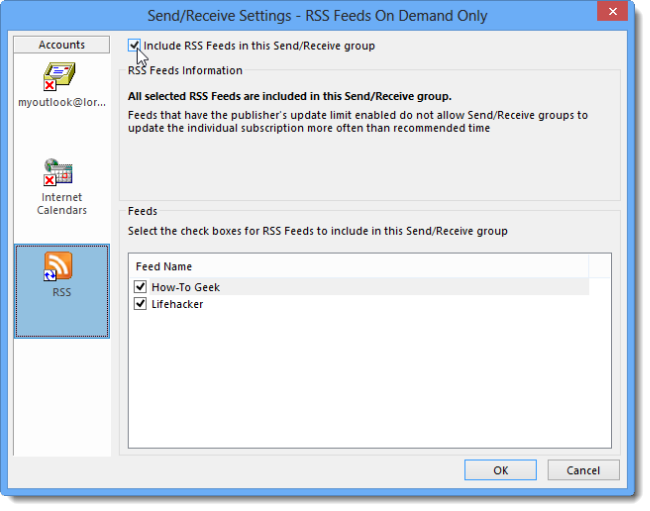 Send/Receive Settings - RSS Feeds On Demand Only
Accounts
myoutlook@lor...
Internet
Calendars
RSS
Include RSS Feeds in this Send/Receive group
RSS Feeds Information
All selected RSS Feeds are included in this Send/Receive group.
Feeds that have the publisher's update limit enabled do not allow Send/Receive groups to
update the individual subscription more often than recommended time
Feeds
Select the check boxes for RSS Feeds to include in this Send/Receive group
Feed Name
How-To Geek
Lifehacker
OK
Cancel